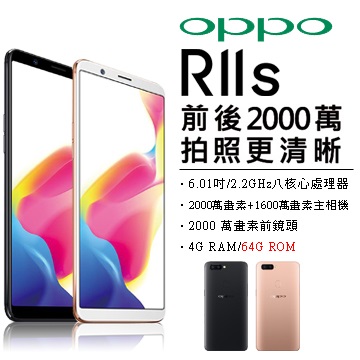 oppo
R11s
前後2000萬
拍照更清晰
・6.01吋/2.2GHz八核心處理器
・2000萬畫素+1600萬畫素主相機
・2000 萬畫素前鏡頭
・4G RAM/64G ROM
oppo
oppo